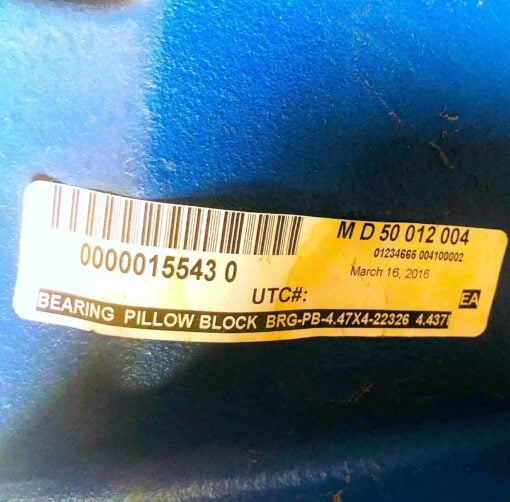 M D 50 012 004
01234666 004100002
0000015543 0
March 16, 2016
UTC#:
EA
BEARING PILLOW BLOCK BRG-PB-4.47X4-22326 4.437